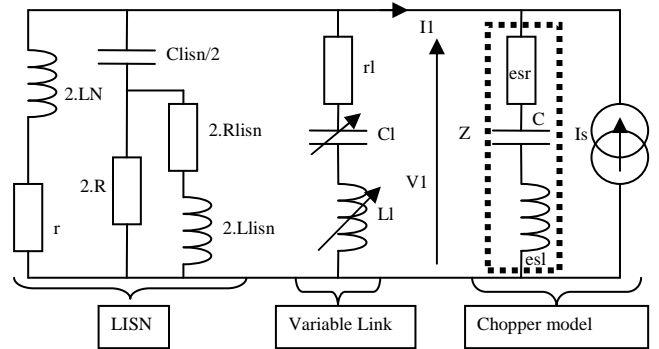 I1
Clisn/2
rl
esr
2.LN
C
2.Rlisn
Cl
Z
Is
2.R
V1
r
2.Llisn
Ll
esl
LISN
Variable Link
Chopper model